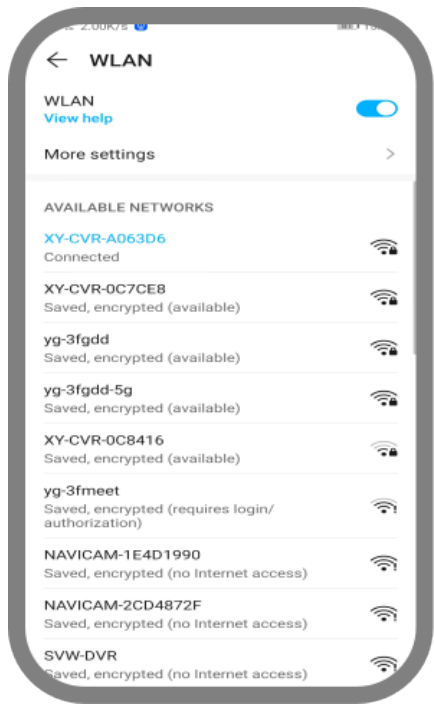 2.00K/s
WLAN
WLAN
View help
More settings
AVAILABLE NETWORKS
XY-CVR-A063D6
Connected
XY-CVR-0C7CE8
Saved, encrypted (available)
yg-3fgdd
Saved, encrypted (available)
yg-3fgdd-5g
Saved, encrypted (available)
XY-CVR-0C8416
Saved, encrypted (available)
yg-3fmeet
Saved, encrypted (requires login/
authorization)
NAVICAM-1E4D1990
Saved, encrypted (no Internet access)
NAVICAM-2CD4872F
Saved, encrypted (no Internet access)
SVW-DVR
Saved, encrypted (no Internet access)